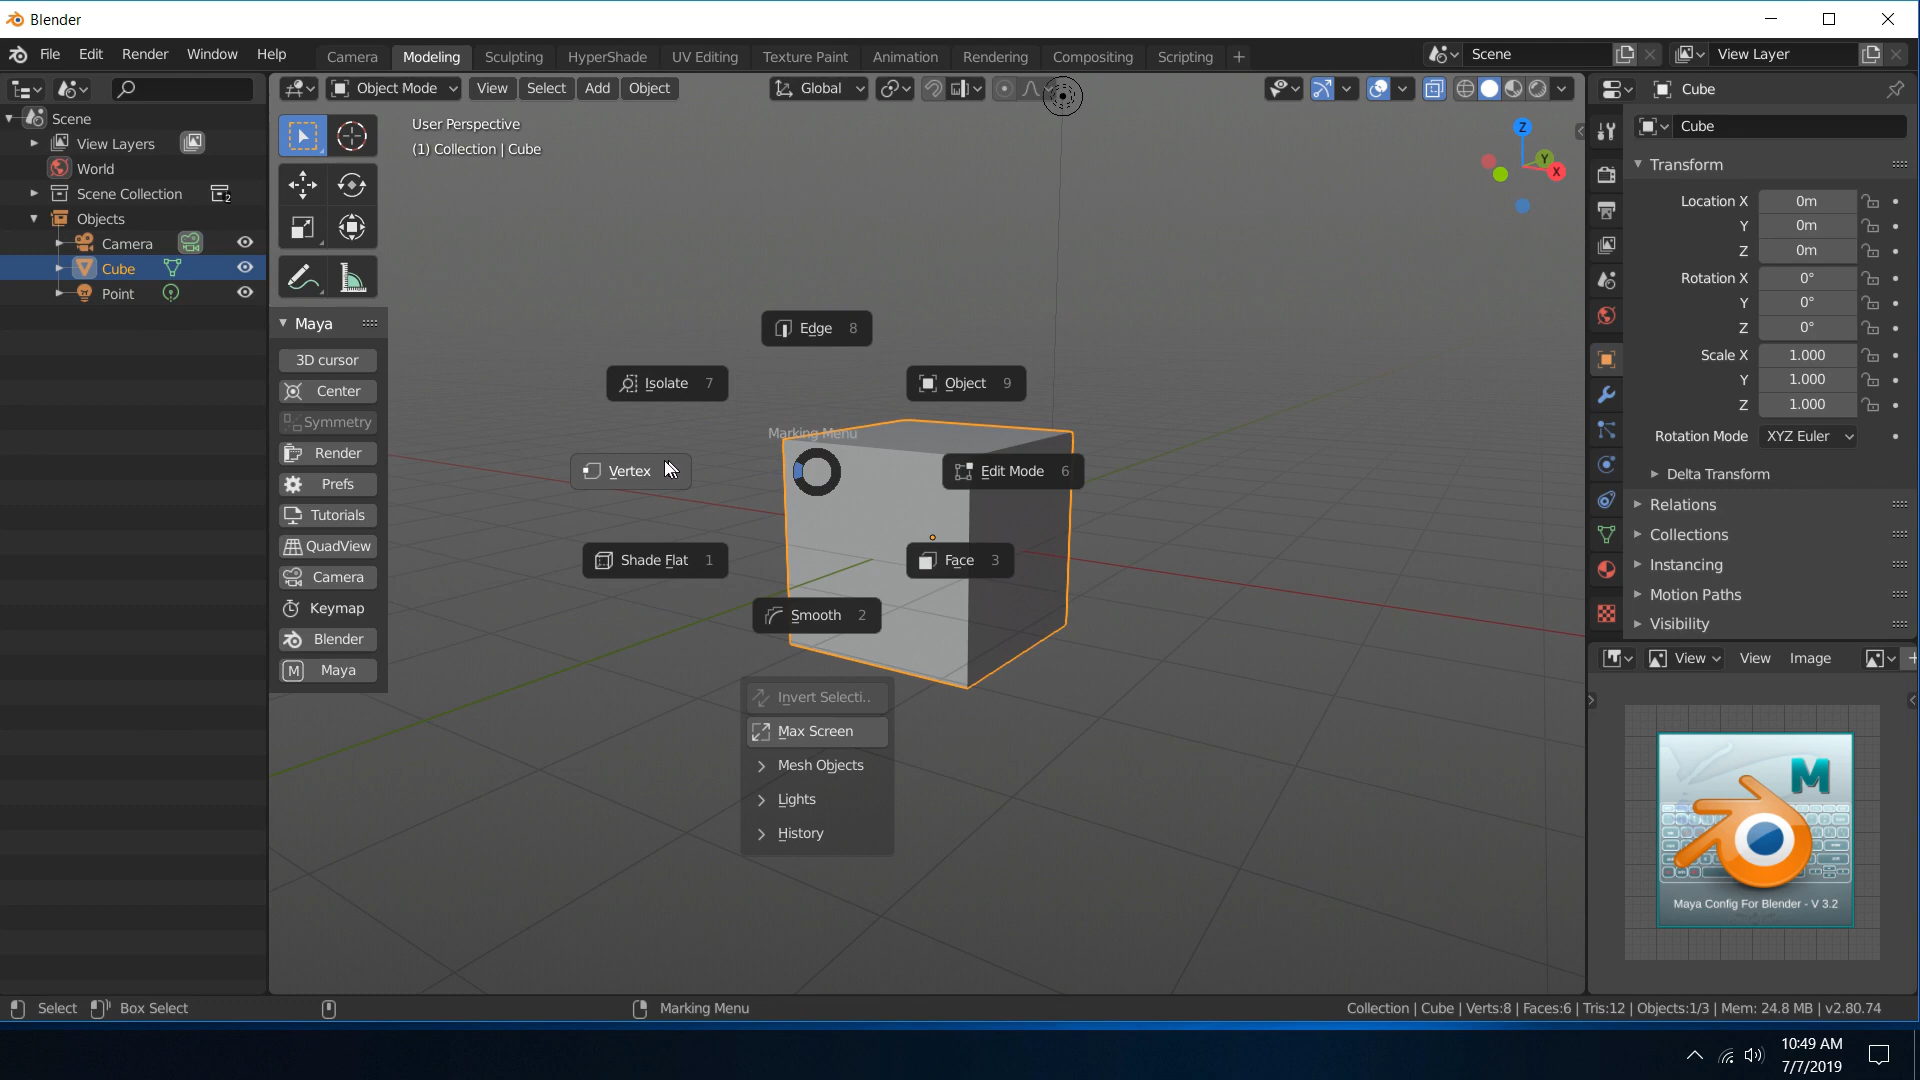 Blender
File Edit Render Window Help
Camera Modeling Sculpting HyperShade UV Editing Texture Paint Animation Rendering Compositing Scripting +
Scene
View Layer
Object Mode View Select Add Object
Global
Cube
Scene
View Layers
World
Scene Collection 2
Objects
Camera
Cube
Point
User Perspective
(1) Collection | Cube
Z
Y
X
Maya
3D cursor
Center
Symmetry
Render
Prefs
Tutorials
QuadView
Camera
Keymap
Blender
M Maya
Edge 8
Isolate 7
Object 9
Marking Menu
Vertex
Edit Mode 6
Shade Flat 1
Face 3
Smooth 2
Invert Selecti..
Max Screen
Mesh Objects
Lights
History
Cube
Transform
Location X 0m
Y 0m
Z 0m
Rotation X 0°
Y 0°
Z 0°
Scale X 1.000
Y 1.000
Z 1.000
Rotation Mode XYZ Euler
Delta Transform
Relations
Collections
Instancing
Motion Paths
Visibility
View View Image
M
Maya Config For Blender - V 3.2
Select Box Select
Marking Menu
Collection | Cube | Verts:8 | Faces:6 | Tris:12 | Objects:1/3 | Mem: 24.8 MB | v2.80.74
10:49 AM
7/7/2019